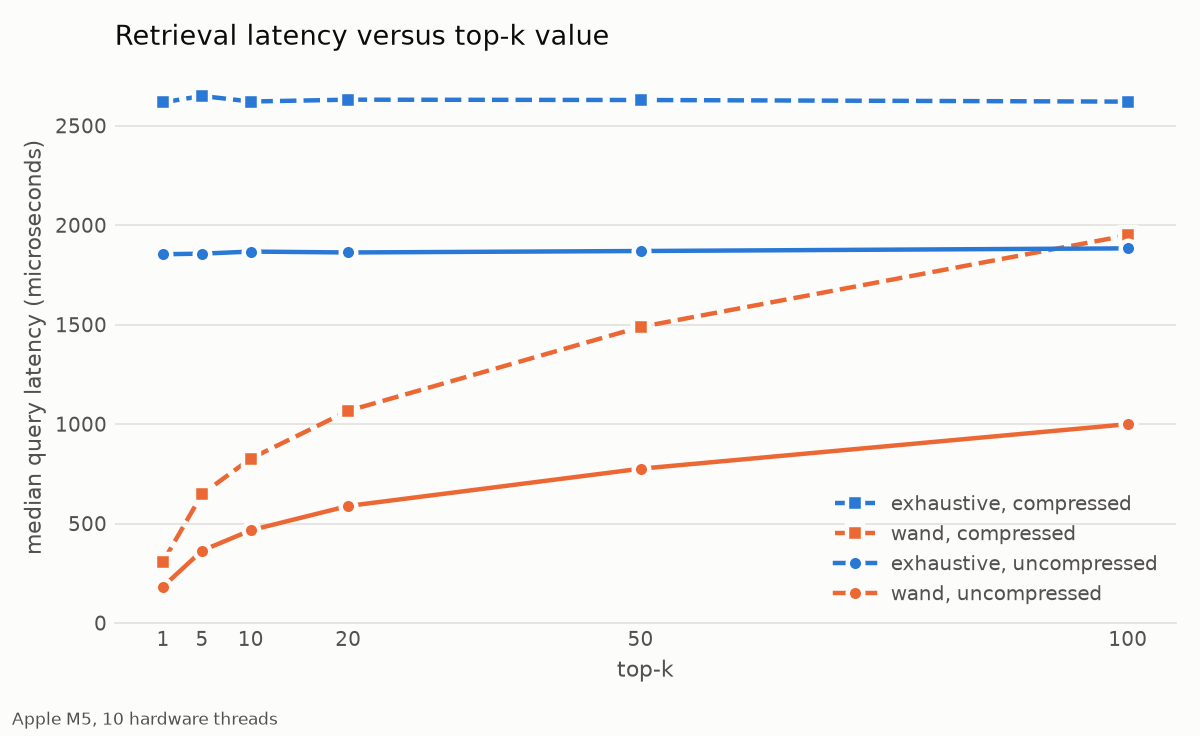 Retrieval latency versus top-k value
median query latency (microseconds)
2500
2000
1500
1000
500
0
exhaustive, compressed
wand, compressed
exhaustive, uncompressed
wand, uncompressed
1 5 10 20 50 100
top-k
Apple M5, 10 hardware threads